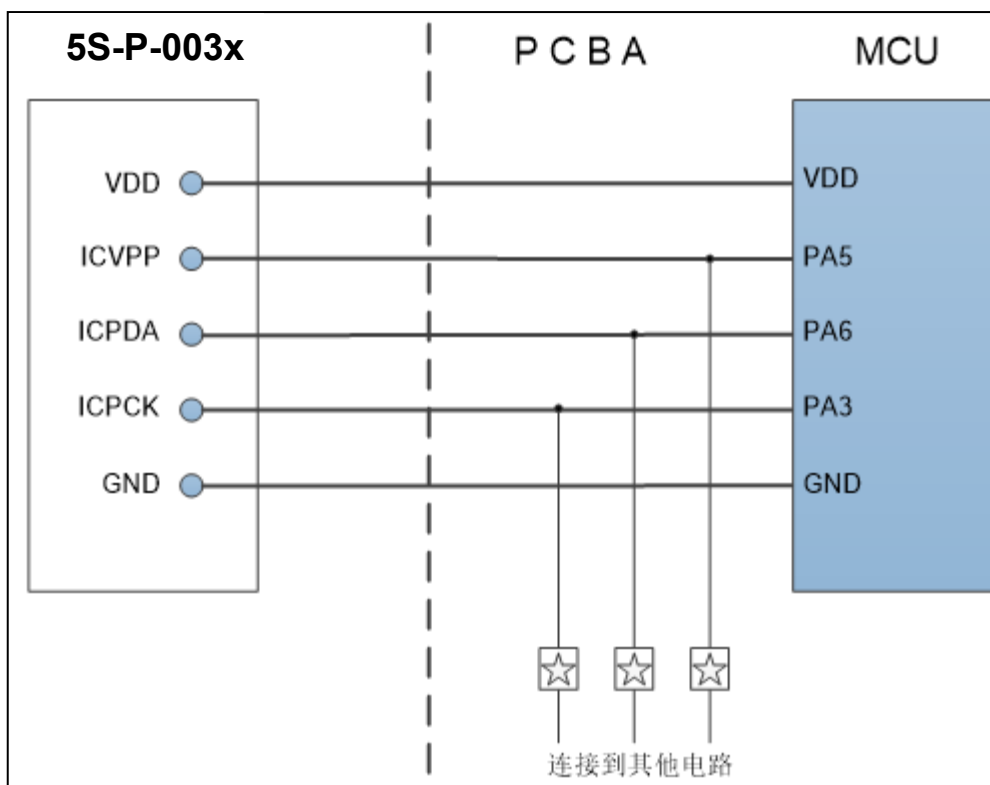 5S-P-003x
P C B A
MCU
VDD
VDD
ICVPP
PA5
ICPDA
PA6
ICPCK
PA3
GND
GND
连接到其他电路